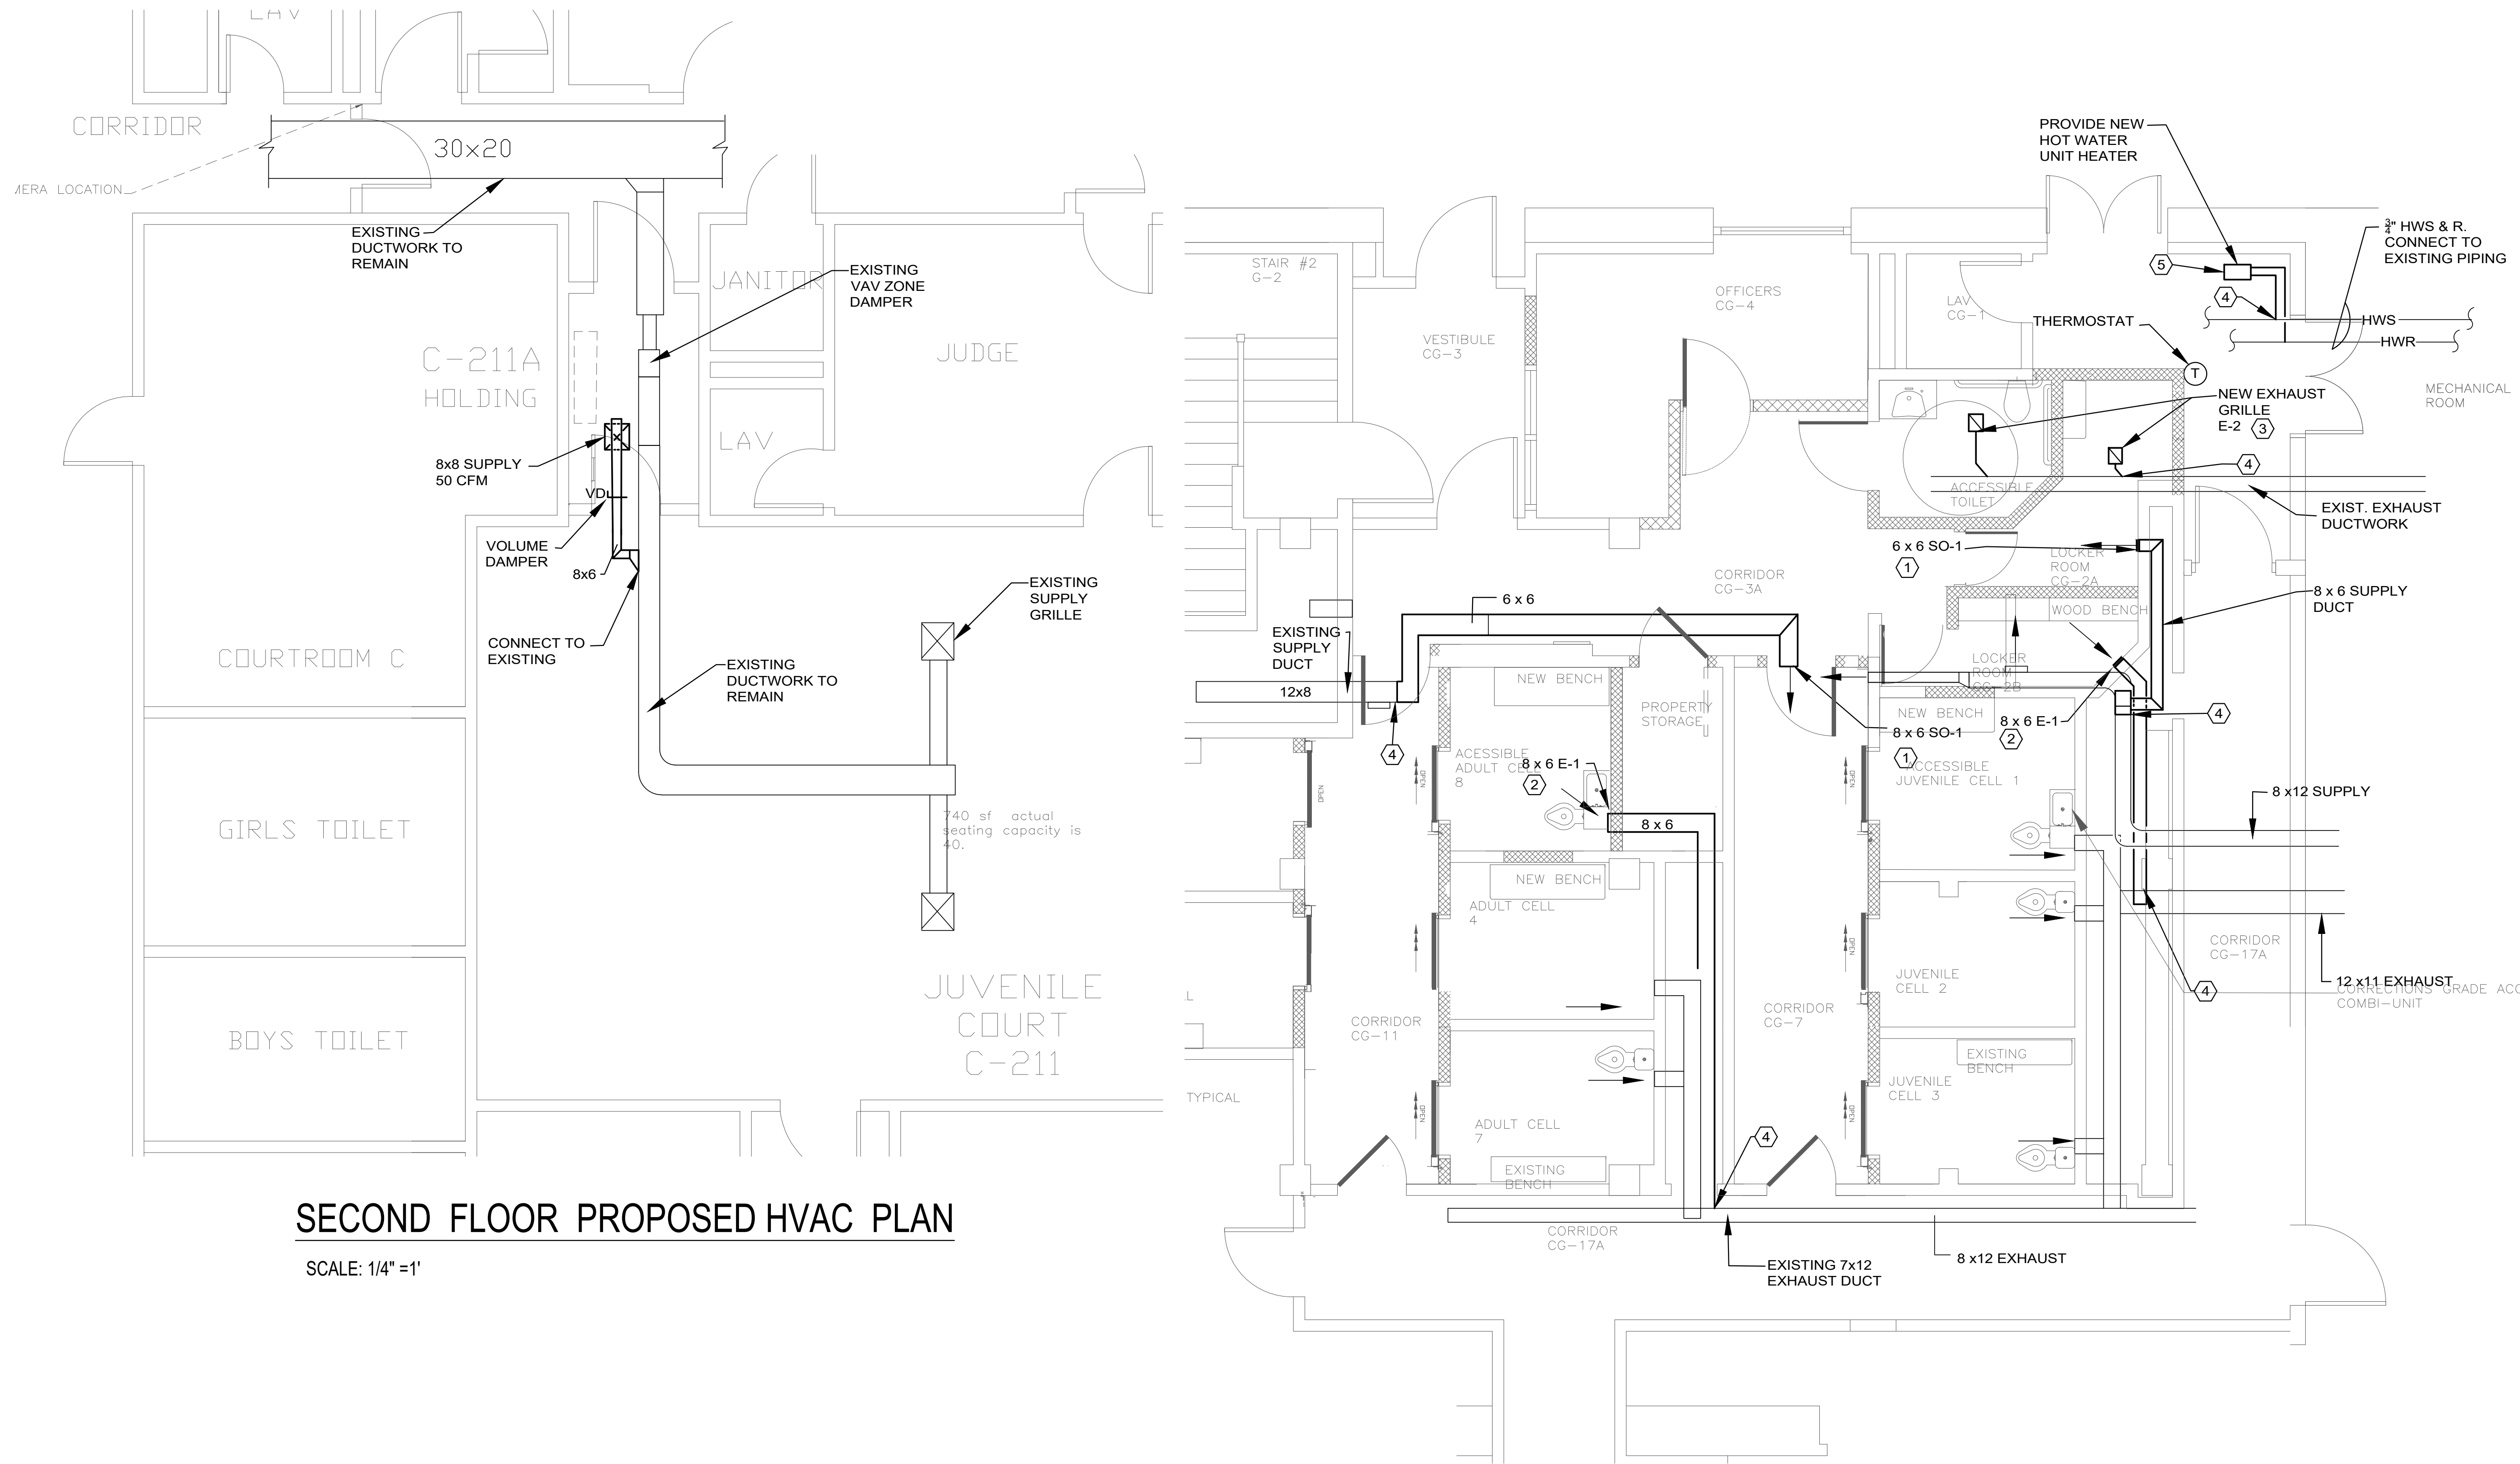 LAV
CORRIDOR
30x20
MERA LOCATION
EXISTING
DUCTWORK TO
REMAIN
JANITOR
EXISTING
VAV ZONE
DAMPER
JUDGE
C-211A
HOLDING
LAV
8x8 SUPPLY
50 CFM
VD
VOLUME
DAMPER
8x6
EXISTING
SUPPLY
GRILLE
CONNECT TO
EXISTING
COURTROOM C
EXISTING
DUCTWORK TO
REMAIN
GIRLS TOILET
740 sf actual
seating capacity is
40.
BOYS TOILET
JUVENILE
COURT
C-211
SECOND FLOOR PROPOSED HVAC PLAN
SCALE: 1/4" =1'
PROVIDE NEW
HOT WATER
UNIT HEATER
3/4" HWS & R.
CONNECT TO
EXISTING PIPING
5
4
HWS
HWR
STAIR #2
G-2
OFFICERS
CG-4
LAV
CG-1
VESTIBULE
CG-3
THERMOSTAT
T
MECHANICAL
ROOM
NEW EXHAUST
GRILLE
E-2
3
4
ACCESSIBLE
TOILET
EXIST. EXHAUST
DUCTWORK
6 x 6 SO-1
1
LOCKER
ROOM
CG-2A
CORRIDOR
CG-3A
6 x 6
WOOD BENCH
8 x 6 SUPPLY
DUCT
EXISTING
SUPPLY
DUCT
12x8
NEW BENCH
LOCKER
ROOM
CG-2B
PROPERTY
STORAGE
NEW BENCH
8 x 6 E-1
2
4
8 x 6 SO-1
1
4
ACESSIBLE
ADULT CELL
8
8 x 6 E-1
2
ACCESSIBLE
JUVENILE CELL 1
OPEN
OPEN
OPEN
8 x12 SUPPLY
8 x 6
NEW BENCH
ADULT CELL
4
OPEN
CORRIDOR
CG-17A
JUVENILE
CELL 2
12 x11 EXHAUST
4
CORRECTIONS GRADE ACC
COMBI-UNIT
L
CORRIDOR
CG-11
CORRIDOR
CG-7
EXISTING
BENCH
JUVENILE
CELL 3
TYPICAL
OPEN
OPEN
ADULT CELL
7
4
EXISTING
BENCH
CORRIDOR
CG-17A
EXISTING 7x12
EXHAUST DUCT
8 x12 EXHAUST